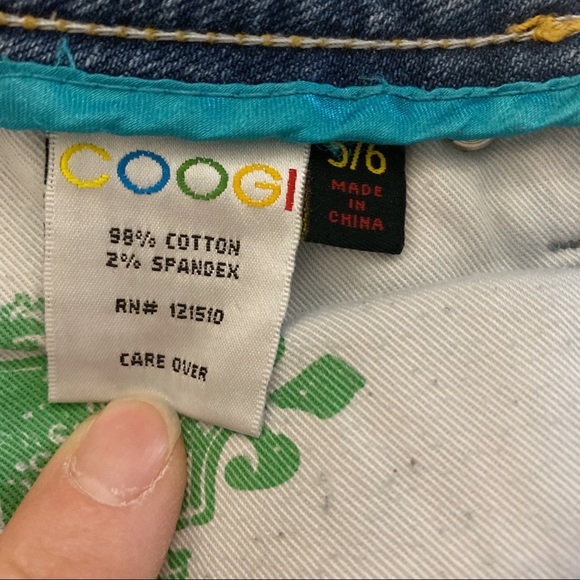 COOGI
98% COTTON
2% SPANDEX
RN# 121510
CARE OVER
5/6
MADE
IN
CHINA